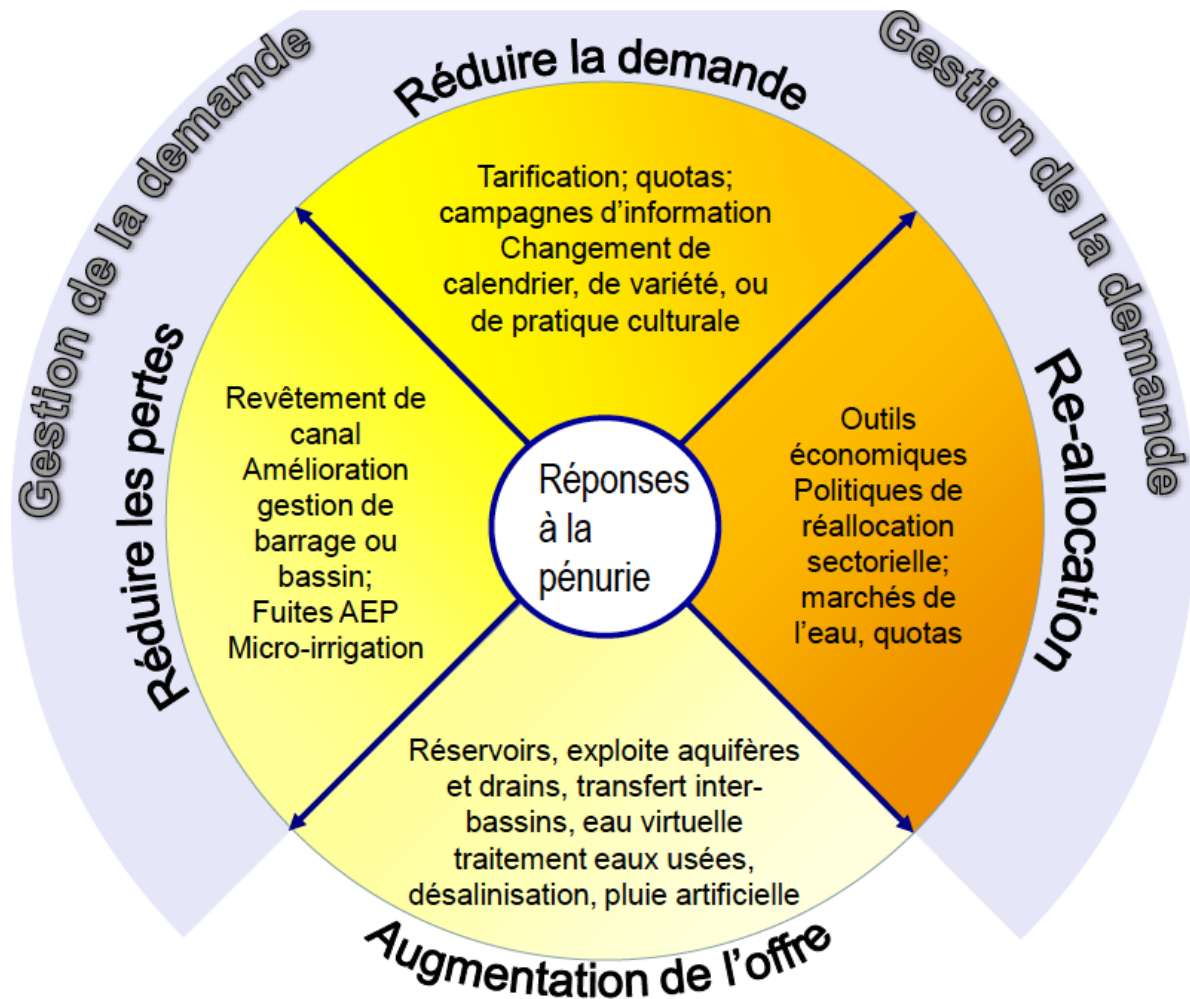 Gestion de la demande
Gestion de la demande
Réduire la demande
Tarification; quotas;
campagnes d'information
Changement de
calendrier, de variété, ou
de pratique culturale
Réduire les pertes
Revêtement de
canal
Amélioration
gestion de
barrage ou
bassin;
Fuites AEP
Micro-irrigation
Réponses
à la
pénurie
Outils
économiques
Politiques de
réallocation
sectorielle;
marchés de
l'eau, quotas
Re-allocation
Réservoirs, exploite aquifères
et drains, transfert inter-
bassins, eau virtuelle
traitement eaux usées,
désalinisation, pluie artificielle
Augmentation de l'offre